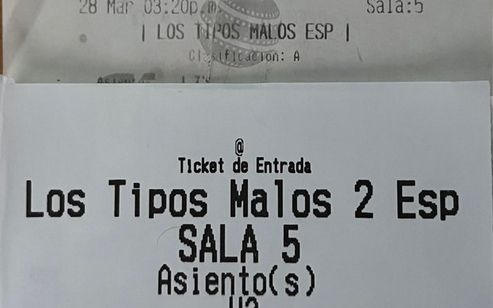 28 Mar 03:20p.m Sala:5
| LOS TIPOS MALOS ESP |
Clasificacion: A
@
Ticket de Entrada
Los Tipos Malos 2 Esp
SALA 5
Asiento(s)